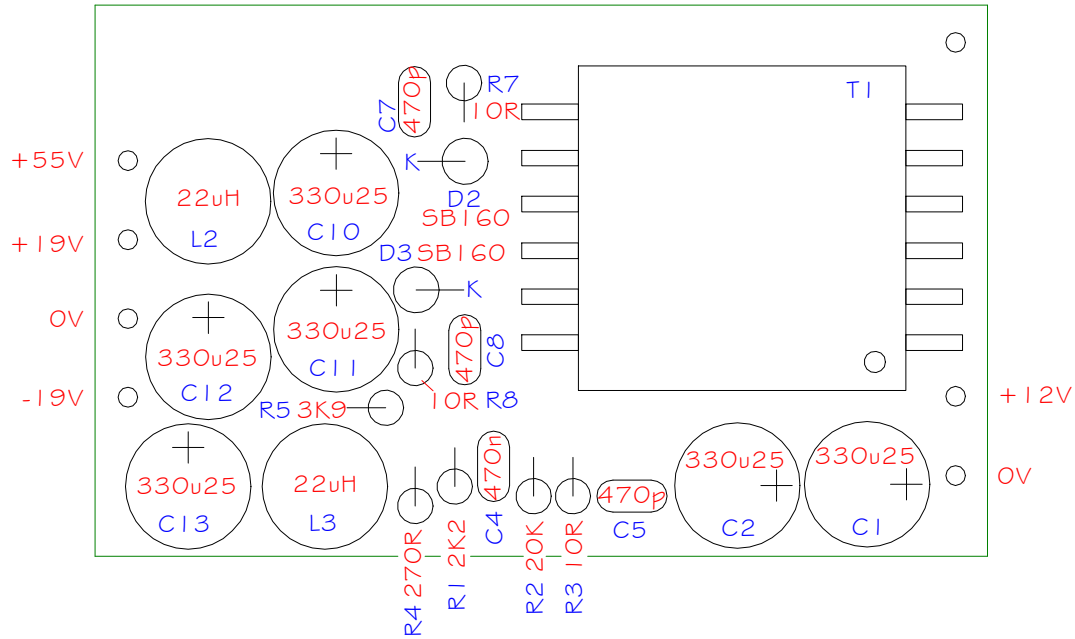 R7
10R
C7
470p
T1
+55V
K
22uH
L2
330u25
C10
D2
SB160
+19V
D3 SB160
K
0V
330u25
C12
330u25
C11
470p
C8
-19V
R5 3K9
10R R8
+12V
330u25
C13
22uH
L3
R4 270R
R1 2K2
470n
C4
R2 20K
R3 10R
470p
C5
330u25
C2
330u25
C1
0V